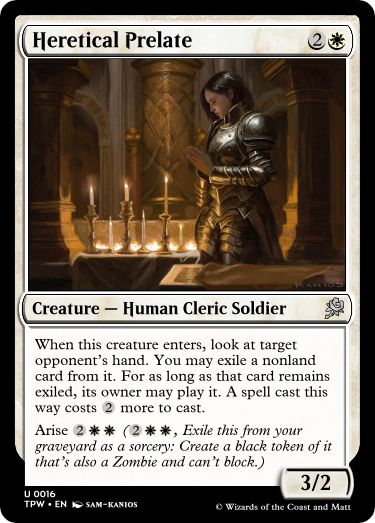 Heretical Prelate 2
KANIOS
Creature — Human Cleric Soldier
When this creature enters, look at target
opponent's hand. You may exile a nonland
card from it. For as long as that card remains
exiled, its owner may play it. A spell cast this
way costs 2 more to cast.
Arise 2 (2, Exile this from your
graveyard as a sorcery: Create a black token of it
that's also a Zombie and can't block.)
3/2
U 0016
TPW • EN SAM-KANIOS
© Wizards of the Coast and Matt